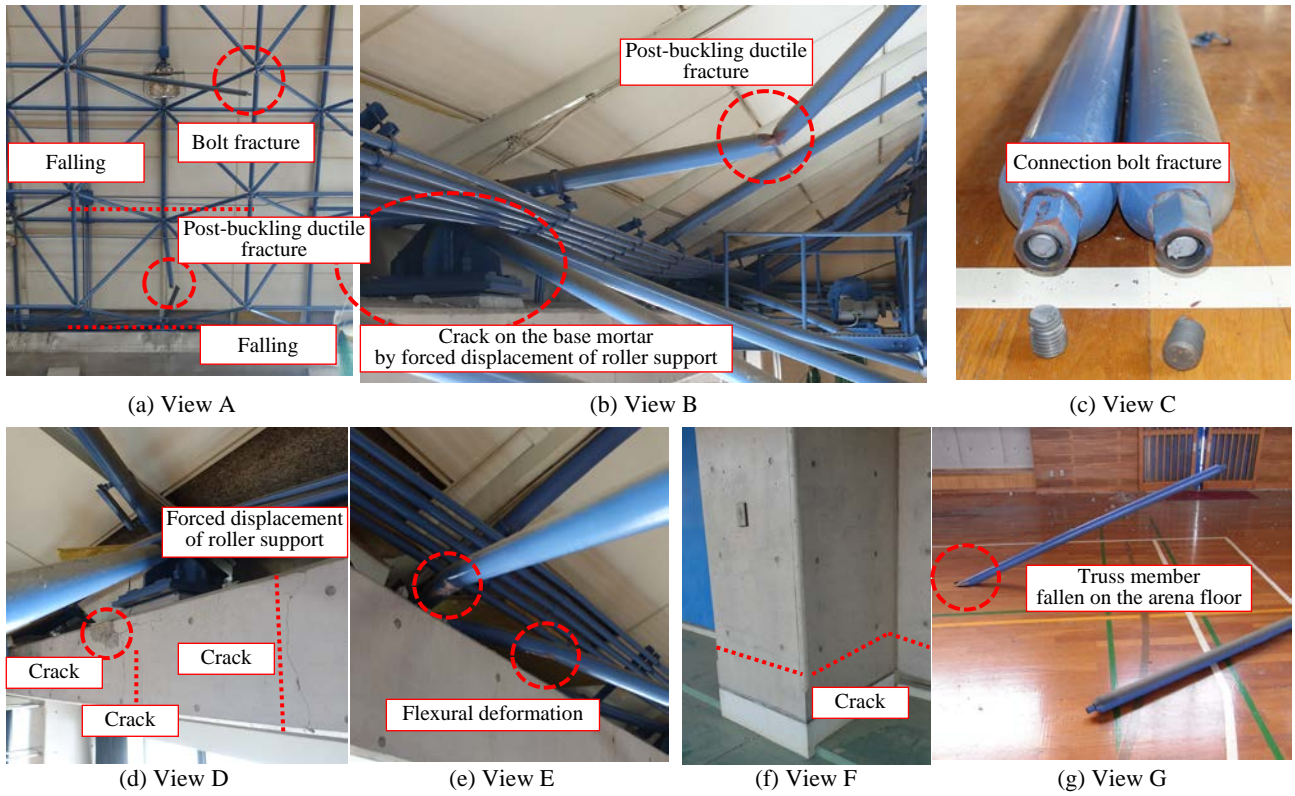 Bolt fracture
Falling
Post-buckling ductile
fracture
Falling
(a) View A
Post-buckling ductile
fracture
Crack on the base mortar
by forced displacement of roller support
(b) View B
Connection bolt fracture
(c) View C
Forced displacement
of roller support
Crack
Crack
Crack
(d) View D
Flexural deformation
(e) View E
Crack
(f) View F
Truss member
fallen on the arena floor
(g) View G